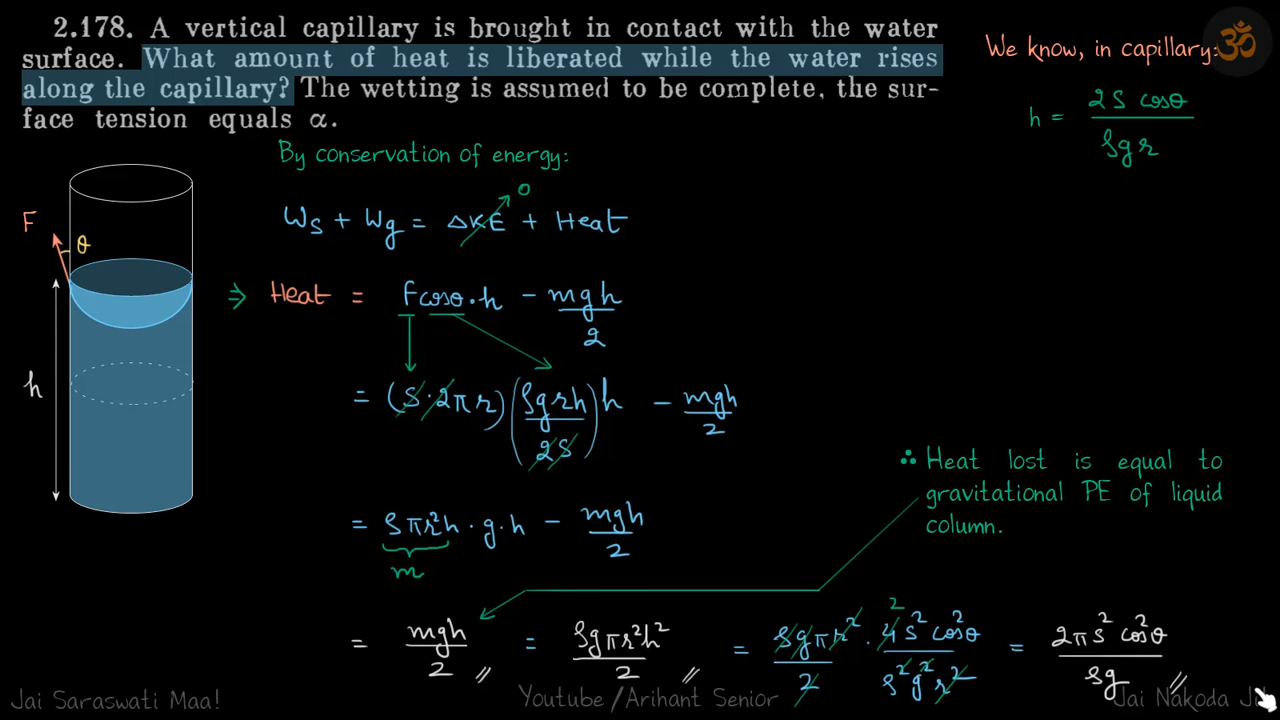 2.178. A vertical capillary is brought in contact with the water
surface. What amount of heat is liberated while the water rises
along the capillary? The wetting is assumed to be complete, the sur-
face tension equals α.
We know, in capillary:
ॐ
h = 2S cosθ / ρgr
By conservation of energy:
Ws + Wg = ΔKE + Heat
0
F
θ
h
⇒ Heat = Fcosθ·h − mgh/2
= (S·2πr)(ρgrh/2S)h − mgh/2
= ρπr²h·g·h − mgh/2
m
∴ Heat lost is equal to
gravitational PE of liquid
column.
= mgh/2 = ρgπr²h²/2 = ρgπr²/2 · 4S²cos²θ/ρ²g²r² = 2πS²cos²θ/ρg
2
Jai Saraswati Maa!
Youtube/Arihant Senior
Jai Nakoda Ji!